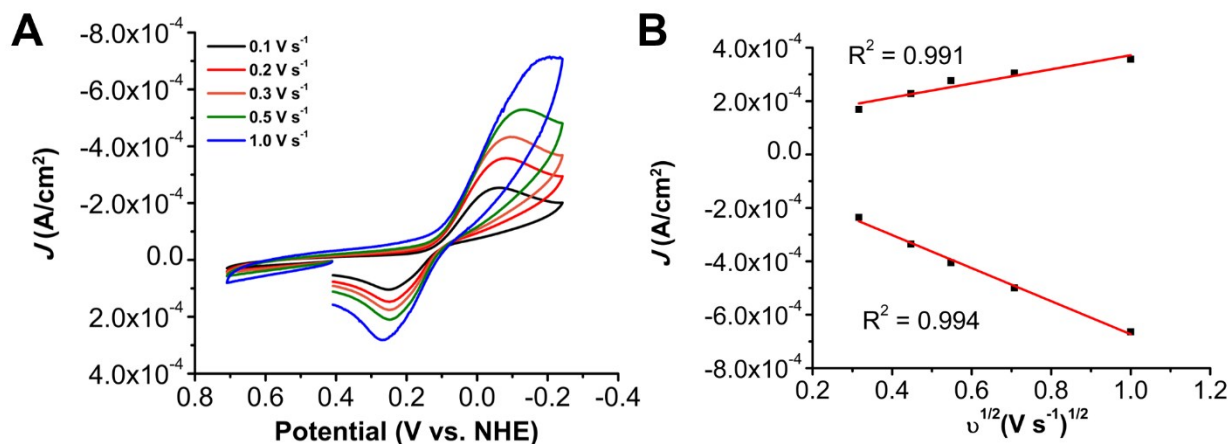 A
-8.0x10⁻⁴
-6.0x10⁻⁴
-4.0x10⁻⁴
-2.0x10⁻⁴
0.0
2.0x10⁻⁴
4.0x10⁻⁴
J (A/cm²)
0.1 V s⁻¹
0.2 V s⁻¹
0.3 V s⁻¹
0.5 V s⁻¹
1.0 V s⁻¹
0.8 0.6 0.4 0.2 0.0 -0.2 -0.4
Potential (V vs. NHE)
B
4.0x10⁻⁴
2.0x10⁻⁴
0.0
-2.0x10⁻⁴
-4.0x10⁻⁴
-6.0x10⁻⁴
-8.0x10⁻⁴
J (A/cm²)
R² = 0.991
R² = 0.994
0.2 0.4 0.6 0.8 1.0 1.2
υ¹ᐟ²(V s⁻¹)¹ᐟ²